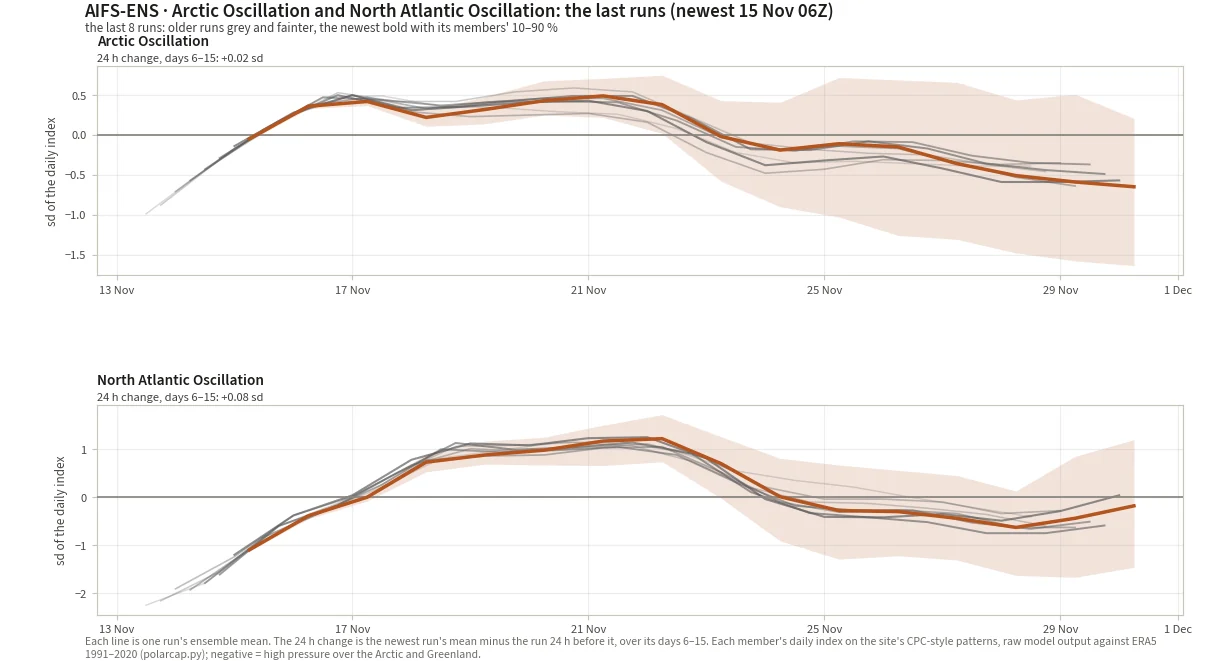 AIFS-ENS · Arctic Oscillation and North Atlantic Oscillation: the last runs (newest 15 Nov 06Z)
the last 8 runs: older runs grey and fainter, the newest bold with its members' 10–90 %
Arctic Oscillation
24 h change, days 6–15: +0.02 sd
sd of the daily index
0.5
0.0
−0.5
−1.0
−1.5
13 Nov
17 Nov
21 Nov
25 Nov
29 Nov
1 Dec
North Atlantic Oscillation
24 h change, days 6–15: +0.08 sd
sd of the daily index
1
0
−1
−2
13 Nov
17 Nov
21 Nov
25 Nov
29 Nov
1 Dec
Each line is one run's ensemble mean. The 24 h change is the newest run's mean minus the run 24 h before it, over its days 6–15. Each member's daily index on the site's CPC-style patterns, raw model output against ERA5
1991–2020 (polarcap.py); negative = high pressure over the Arctic and Greenland.